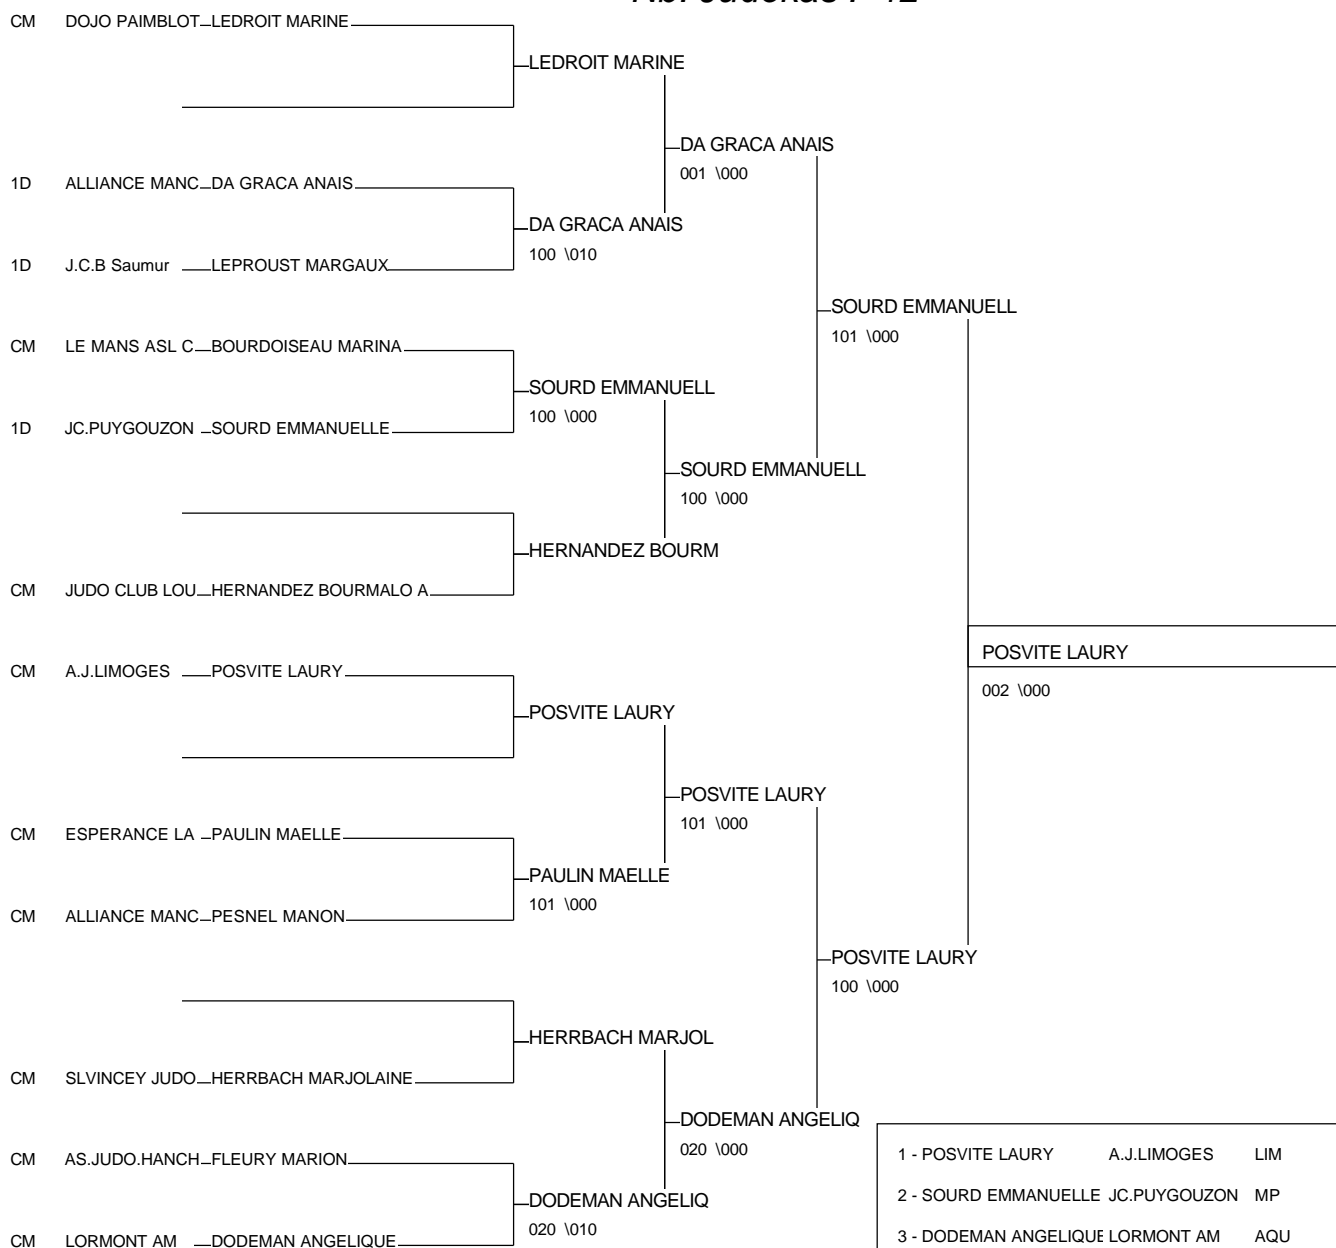 CM DOJO PAIMBLOT LEDROIT MARINE
LEDROIT MARINE
DA GRACA ANAIS
001 \000
1D ALLIANCE MANC DA GRACA ANAIS
DA GRACA ANAIS
100 \010
1D J.C.B Saumur LEPROUST MARGAUX
SOURD EMMANUELL
101 \000
CM LE MANS ASL C BOURDOISEAU MARINA
SOURD EMMANUELL
100 \000
1D JC.PUYGOUZON SOURD EMMANUELLE
SOURD EMMANUELL
100 \000
HERNANDEZ BOURM
CM JUDO CLUB LOU HERNANDEZ BOURMALO A
POSVITE LAURY
002 \000
CM A.J.LIMOGES POSVITE LAURY
POSVITE LAURY
POSVITE LAURY
101 \000
CM ESPERANCE LA PAULIN MAELLE
PAULIN MAELLE
101 \000
CM ALLIANCE MANC PESNEL MANON
POSVITE LAURY
100 \000
HERRBACH MARJOL
CM SLVINCEY JUDO HERRBACH MARJOLAINE
DODEMAN ANGELIQ
020 \000
CM AS.JUDO.HANCH FLEURY MARION
DODEMAN ANGELIQ
020 \010
CM LORMONT AM DODEMAN ANGELIQUE
1 - POSVITE LAURY A.J.LIMOGES LIM
2 - SOURD EMMANUELLE JC.PUYGOUZON MP
3 - DODEMAN ANGELIQUE LORMONT AM AQU